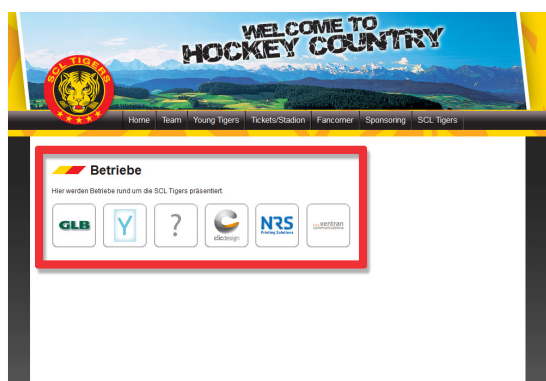 WELCOME TO
HOCKEY COUNTRY
SCL TIGERS
Home Team Young Tigers Tickets/Stadion Fancorner Sponsoring SCL Tigers
Betriebe
Hier werden Betriebe rund um die SCL Tigers präsentiert.
GLB Y ? clicdesign NRS xentran
Printing Solutions communications